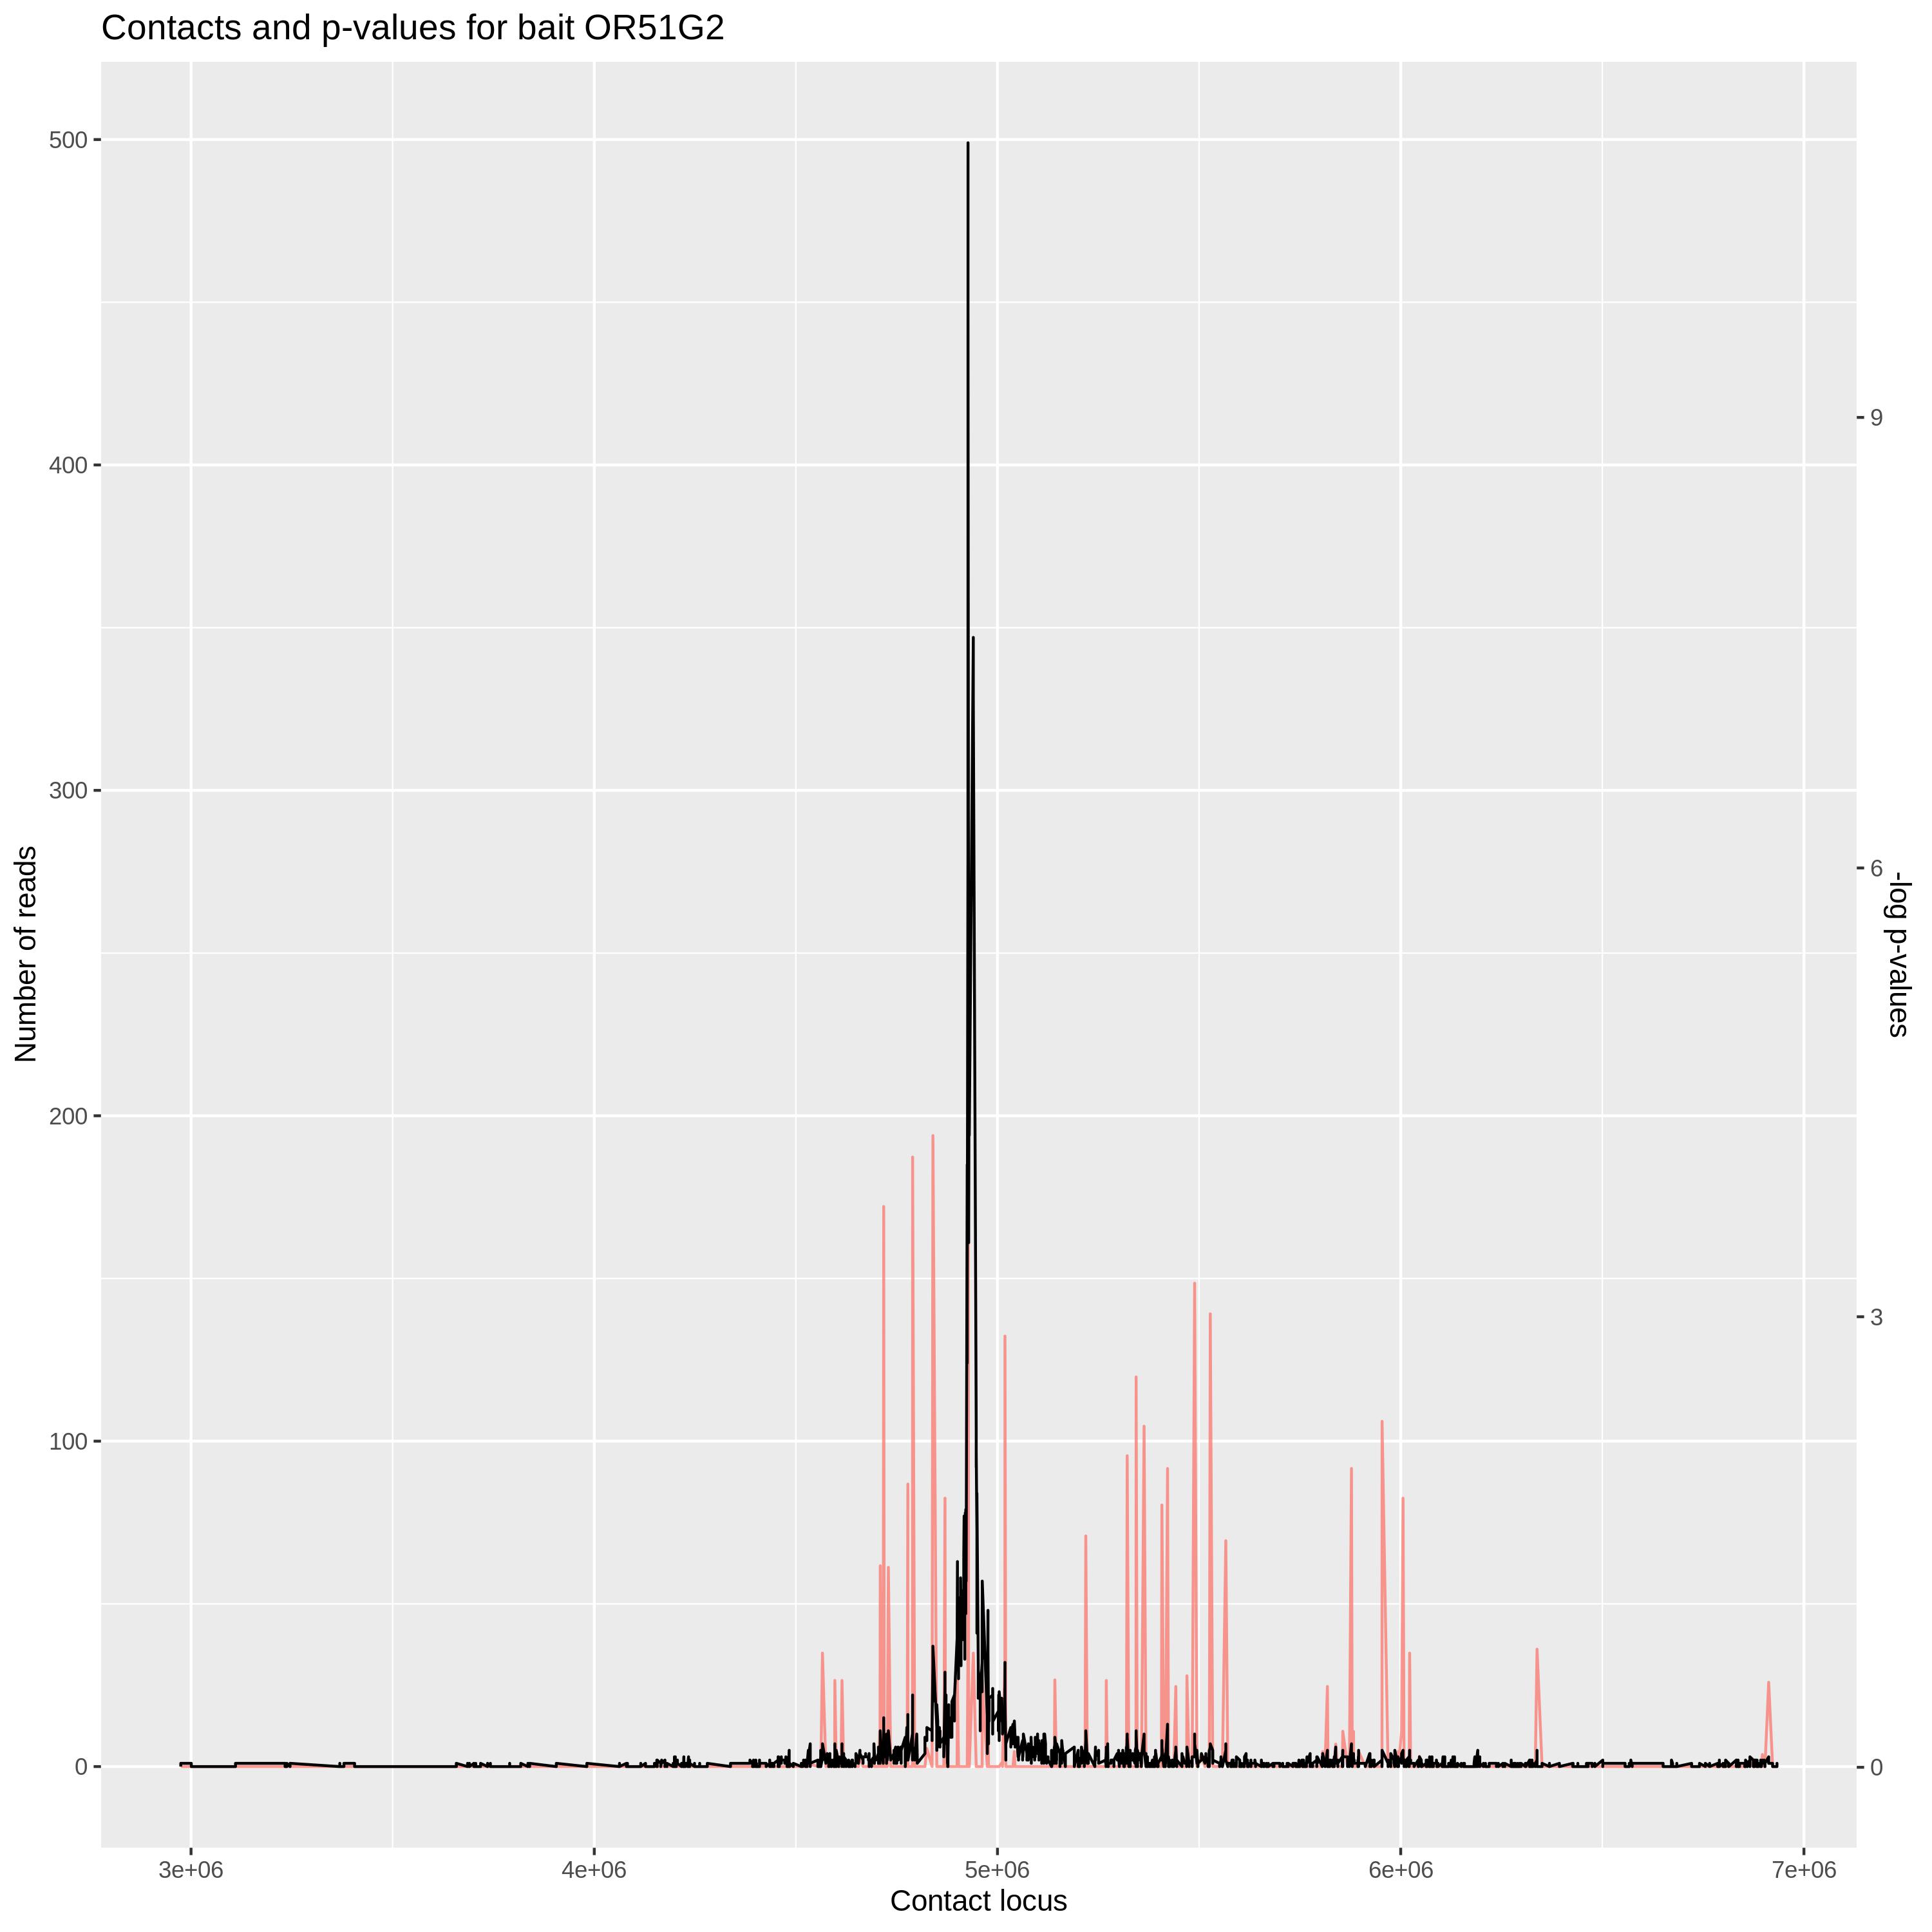 Contacts and p-values for bait OR51G2
500
400
300
200
100
0
Number of reads
9
6
3
0
-log p-values
3e+06
4e+06
5e+06
6e+06
7e+06
Contact locus